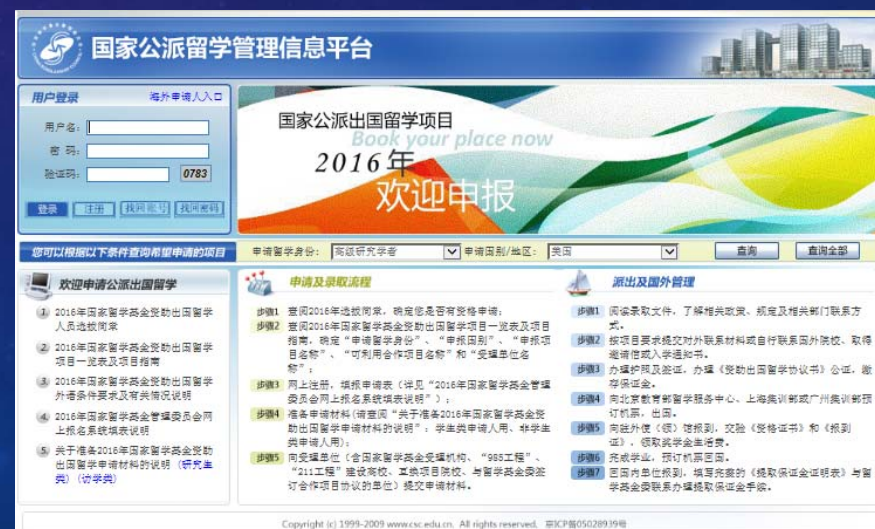 国家公派留学管理信息平台
用户登录 海外申请人入口
用户名：
密 码：
验证码： 0783
登录 注册 找回账号 找回密码
国家公派出国留学项目
Book your place now
2016年
欢迎申报
您可以根据以下条件查询希望申请的项目 申请留学身份： 高级研究学者 申请国别/地区： 美国 查询 查询全部
欢迎申请公派出国留学
1 2016年国家留学基金资助出国留学
人员选拔简章
2 2016年国家留学基金资助出国留学
项目一览表及项目指南
3 2016年国家留学基金资助出国留学
外语条件要求及有关情况说明
4 2016年国家留学基金管理委员会网
上报名系统填表说明
5 关于准备2016年国家留学基金资助
出国留学申请材料的说明（研究生
类）（访学类）
申请及录取流程
步骤1 查阅2016年选拔简章，确定您是否有资格申请；
步骤2 查阅2016年国家留学基金资助出国留学项目一览表及项目
指南，确定“申请留学身份”、“申报国别”、“申报项
目名称”、“可利用合作项目名称”和“受理单位名
称”；
步骤3 网上注册，填报申请表（详见“2016年国家留学基金管理
委员会网上报名系统填表说明”）；
步骤4 准备申请材料(请查阅“关于准备2016年国家留学基金资
助出国留学申请材料的说明”：学生类申请人用、非学生
类申请人用)；
步骤5 向受理单位（含国家留学基金受理机构、“985工程”、
“211工程”建设高校、互换项目院校、与留学基金委签
订合作项目协议的单位）提交申请材料。
派出及国外管理
步骤1 阅读录取文件，了解相关政策、规定及相关部门联系方
式。
步骤2 按项目要求提交对外联系材料或自行联系国外院校，取得
邀请信或入学通知书。
步骤3 办理护照及签证，办理《资助出国留学协议书》公证，缴
存保证金。
步骤4 向北京教育部留学服务中心、上海集训部或广州集训部预
订机票，出国。
步骤5 向驻外使（领）馆报到，交验《资格证书》和《报到
证》，领取奖学金生活费。
步骤6 完成学业，预订机票回国。
步骤7 回国内单位报到，填写完整的《提取保证金证明表》与留
学基金委联系办理提取保证金手续。
Copyright (c) 1999-2009 www.csc.edu.cn. All rights reserved. 京ICP备05028939号